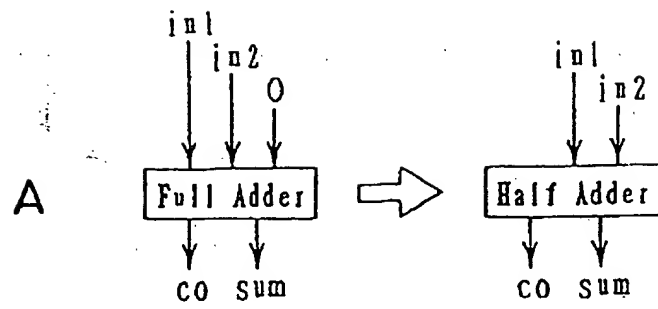 in1
in2
0
in1
in2
A
Full Adder
Half Adder
co sum
co sum